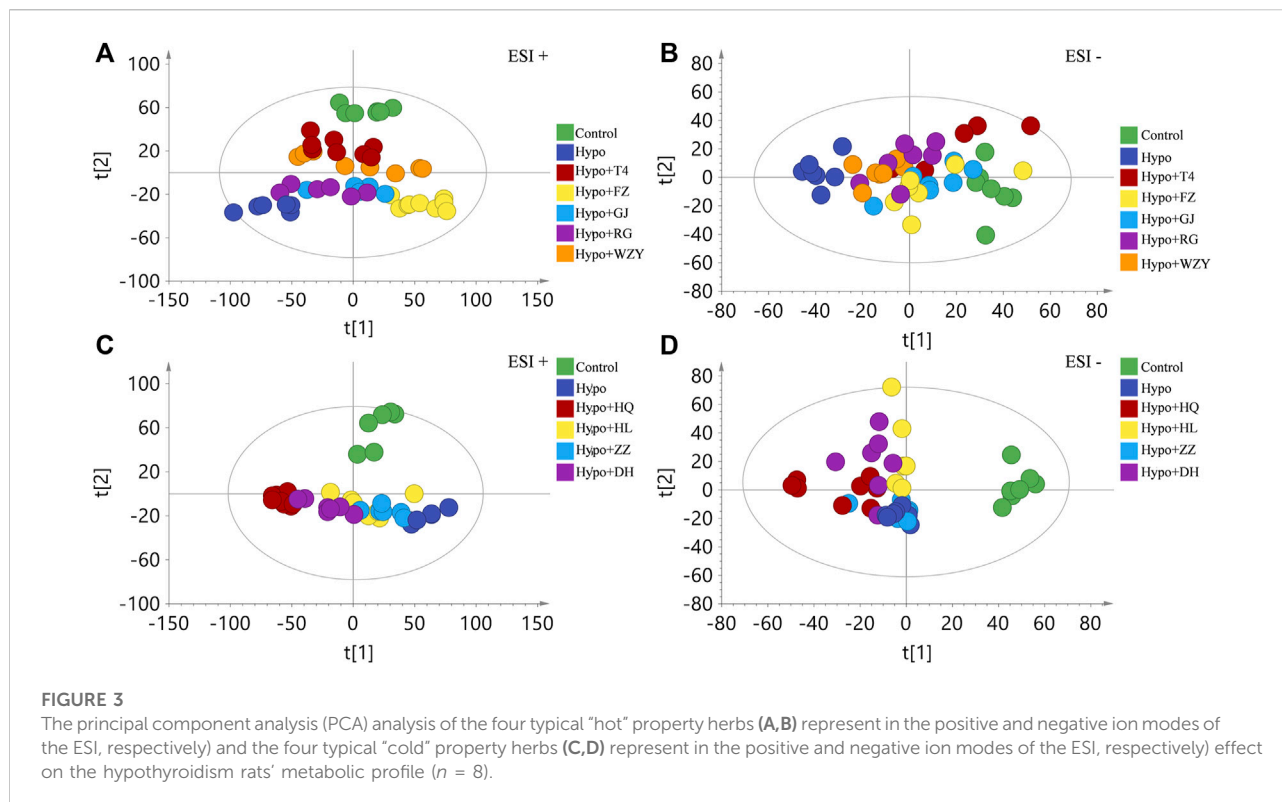 A
ESI +
100
60
20
-20
-60
-100
t[2]
-150 -100 -50 0 50 100 150
t[1]
Control
Hypo
Hypo+T4
Hypo+FZ
Hypo+GJ
Hypo+RG
Hypo+WZY
B
ESI -
80
60
40
20
0
-20
-40
-60
-80
t[2]
-80 -60 -40 -20 0 20 40 60 80
t[1]
Control
Hypo
Hypo+T4
Hypo+FZ
Hypo+GJ
Hypo+RG
Hypo+WZY
C
ESI +
100
60
20
-20
-60
-100
t[2]
-150 -100 -50 0 50 100 150
t[1]
Control
Hypo
Hypo+HQ
Hypo+HL
Hypo+ZZ
Hypo+DH
D
ESI -
80
60
40
20
0
-20
-40
-60
-80
t[2]
-80 -60 -40 -20 0 20 40 60 80
t[1]
Control
Hypo
Hypo+HQ
Hypo+HL
Hypo+ZZ
Hypo+DH
FIGURE 3
The principal component analysis (PCA) analysis of the four typical “hot” property herbs (A,B) represent in the positive and negative ion modes of
the ESI, respectively) and the four typical “cold” property herbs (C,D) represent in the positive and negative ion modes of the ESI, respectively) effect
on the hypothyroidism rats’ metabolic profile (n = 8).